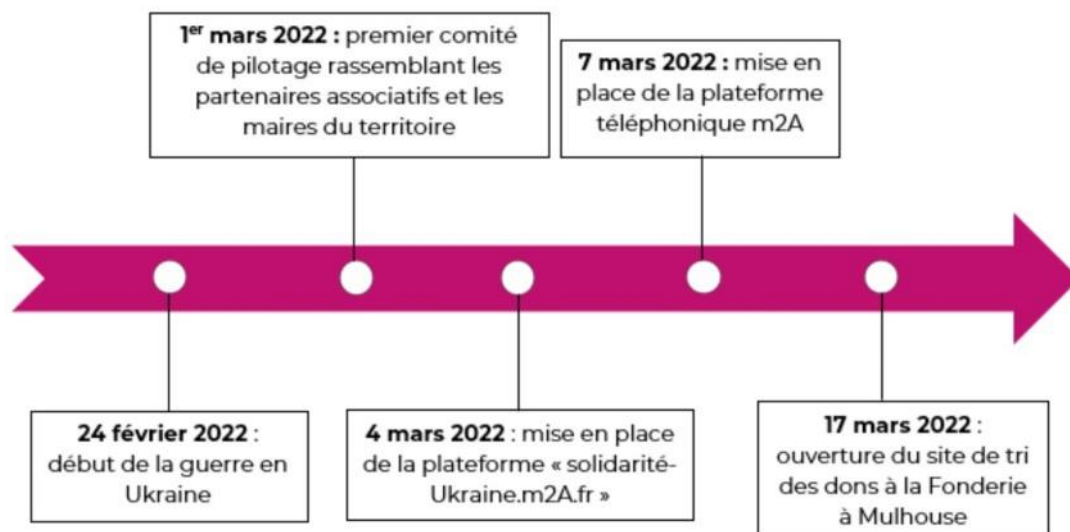 1er mars 2022 : premier comité
de pilotage rassemblant les
partenaires associatifs et les
maires du territoire
7 mars 2022 : mise en
place de la plateforme
téléphonique m2A
24 février 2022 :
début de la guerre en
Ukraine
4 mars 2022 : mise en place
de la plateforme « solidarité-
Ukraine.m2A.fr »
17 mars 2022 :
ouverture du site de tri
des dons à la Fonderie
à Mulhouse